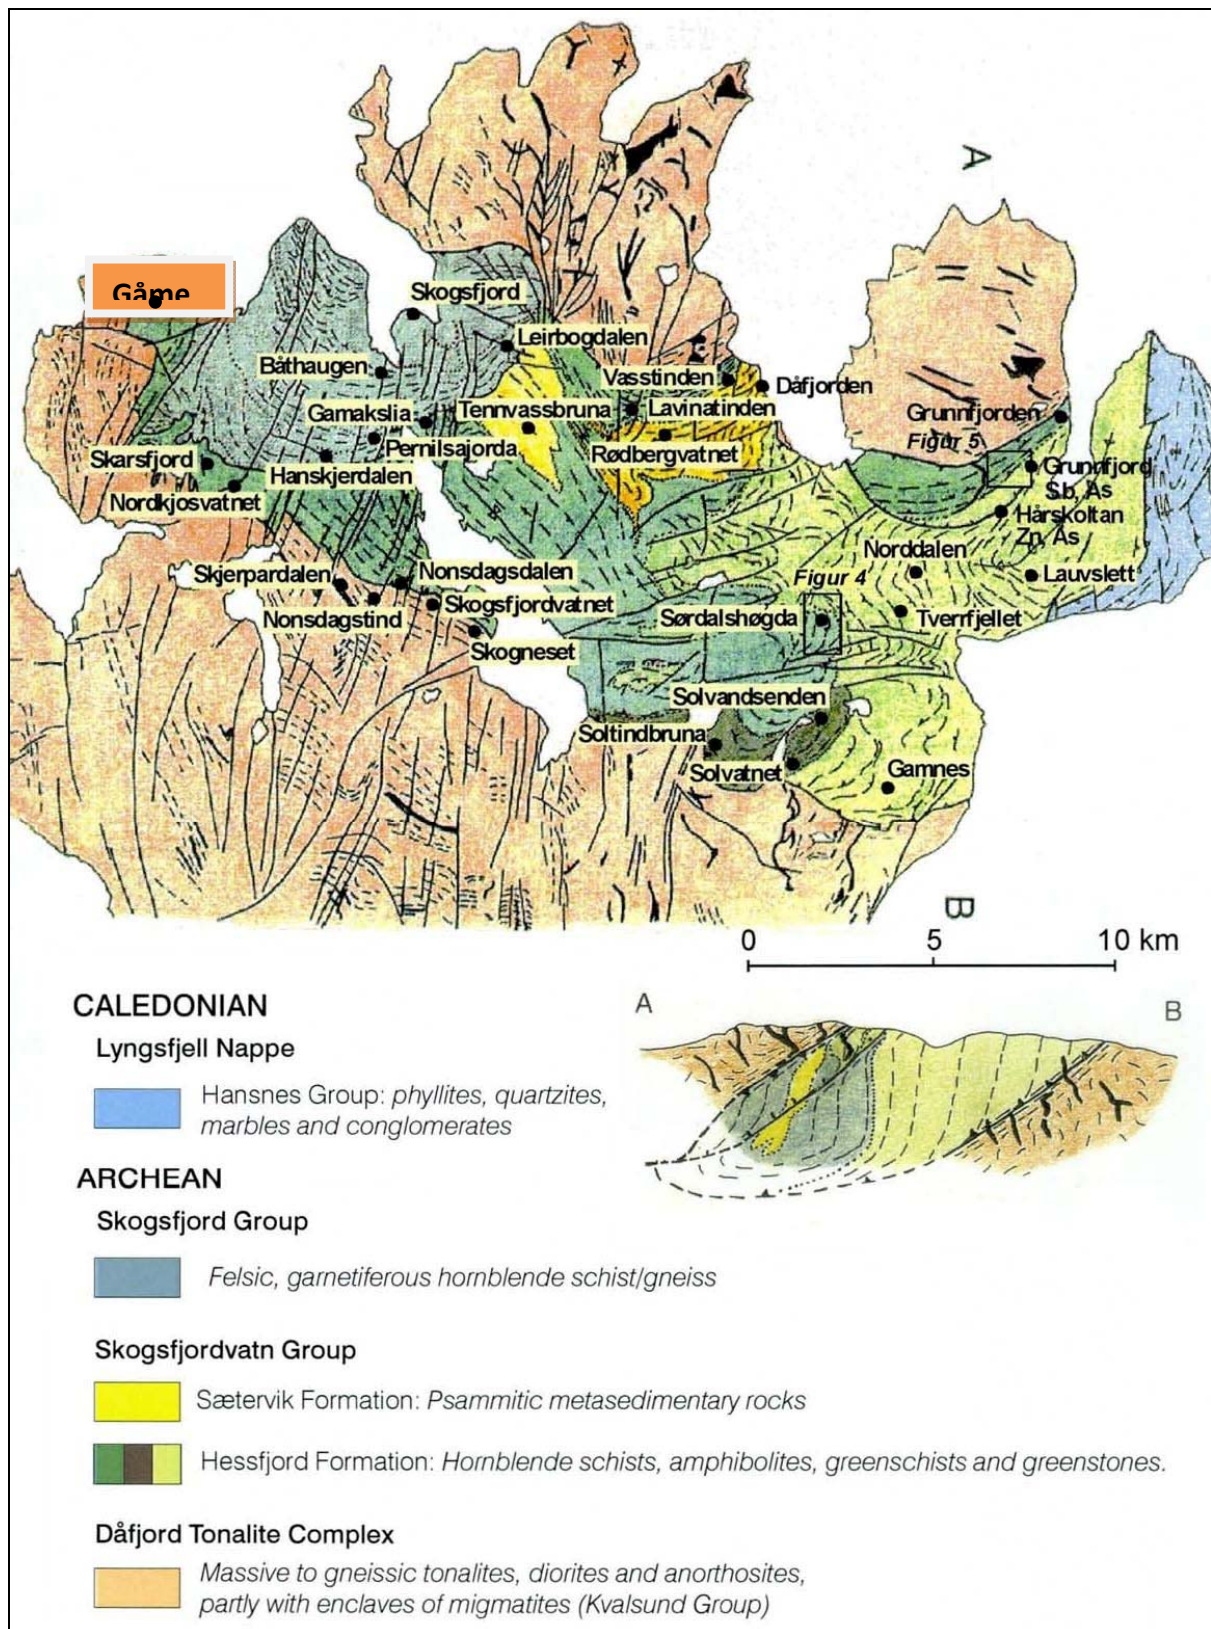 A
Gåme
Skogsfjord
Leirbogdalen
Båthaugen
Vasstinden
Dåfjorden
Gamakslia
Tennvassbruna
Lavinatinden
Grunnfjorden
Figur 5
Pernilsajorda
Rødbergvatnet
Skarsfjord
Hanskjerdalen
Grunnfjord
Sb, As
Nordkjosvatnet
Hårskoltan
Zn, As
Norddalen
Skjerpardalen
Nonsdagsdalen
Figur 4
Lauvslett
Nonsdagstind
Skogsfjordvatnet
Sørdalshøgda
Tverrfjellet
Skogneset
Solvandsenden
Soltindbruna
Solvatnet
Gamnes
B
0 5 10 km
A B
CALEDONIAN
Lyngsfjell Nappe
Hansnes Group: phyllites, quartzites,
marbles and conglomerates
ARCHEAN
Skogsfjord Group
Felsic, garnetiferous hornblende schist/gneiss
Skogsfjordvatn Group
Sætervik Formation: Psammitic metasedimentary rocks
Hessfjord Formation: Hornblende schists, amphibolites, greenschists and greenstones.
Dåfjord Tonalite Complex
Massive to gneissic tonalites, diorites and anorthosites,
partly with enclaves of migmatites (Kvalsund Group)